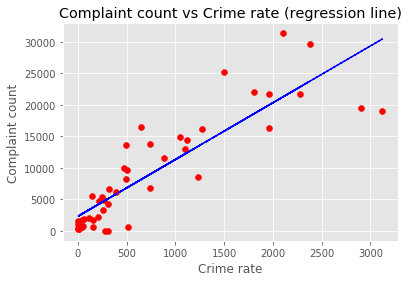 Complaint count vs Crime rate (regression line)
Complaint count
30000
25000
20000
15000
10000
5000
0
0 500 1000 1500 2000 2500 3000
Crime rate